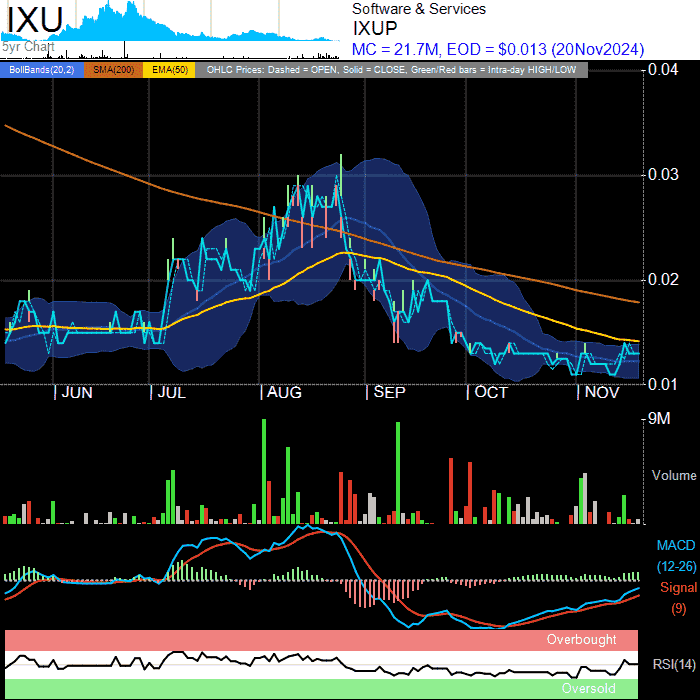 IXU
Software & Services
IXUP
5yr Chart
MC = 21.7M, EOD = $0.013 (20Nov2024)
BollBands(20,2) SMA(200) EMA(50) OHLC Prices: Dashed = OPEN, Solid = CLOSE, Green/Red bars = Intra-day HIGH/LOW
0.04
0.03
0.02
0.01
JUN JUL AUG SEP OCT NOV
9M
Volume
MACD
(12-26)
Signal
(9)
Overbought
RSI(14)
Oversold